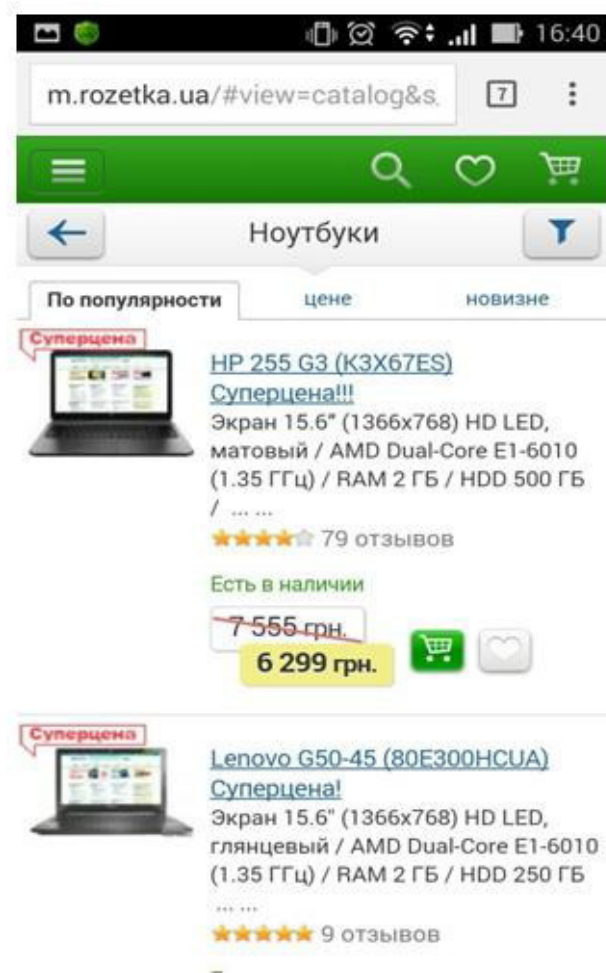 16:40
m.rozetka.ua/#view=catalog&s.
7
Ноутбуки
По популярности цене новизне
Суперцена
HP 255 G3 (K3X67ES)
Суперцена!!!
Экран 15.6" (1366x768) HD LED,
матовый / AMD Dual-Core E1-6010
(1.35 ГГц) / RAM 2 ГБ / HDD 500 ГБ
/ ... ...
79 отзывов
Есть в наличии
7 555 грн.
6 299 грн.
Суперцена
Lenovo G50-45 (80E300HCUA)
Суперцена!
Экран 15.6" (1366x768) HD LED,
глянцевый / AMD Dual-Core E1-6010
(1.35 ГГц) / RAM 2 ГБ / HDD 250 ГБ
... ...
9 отзывов